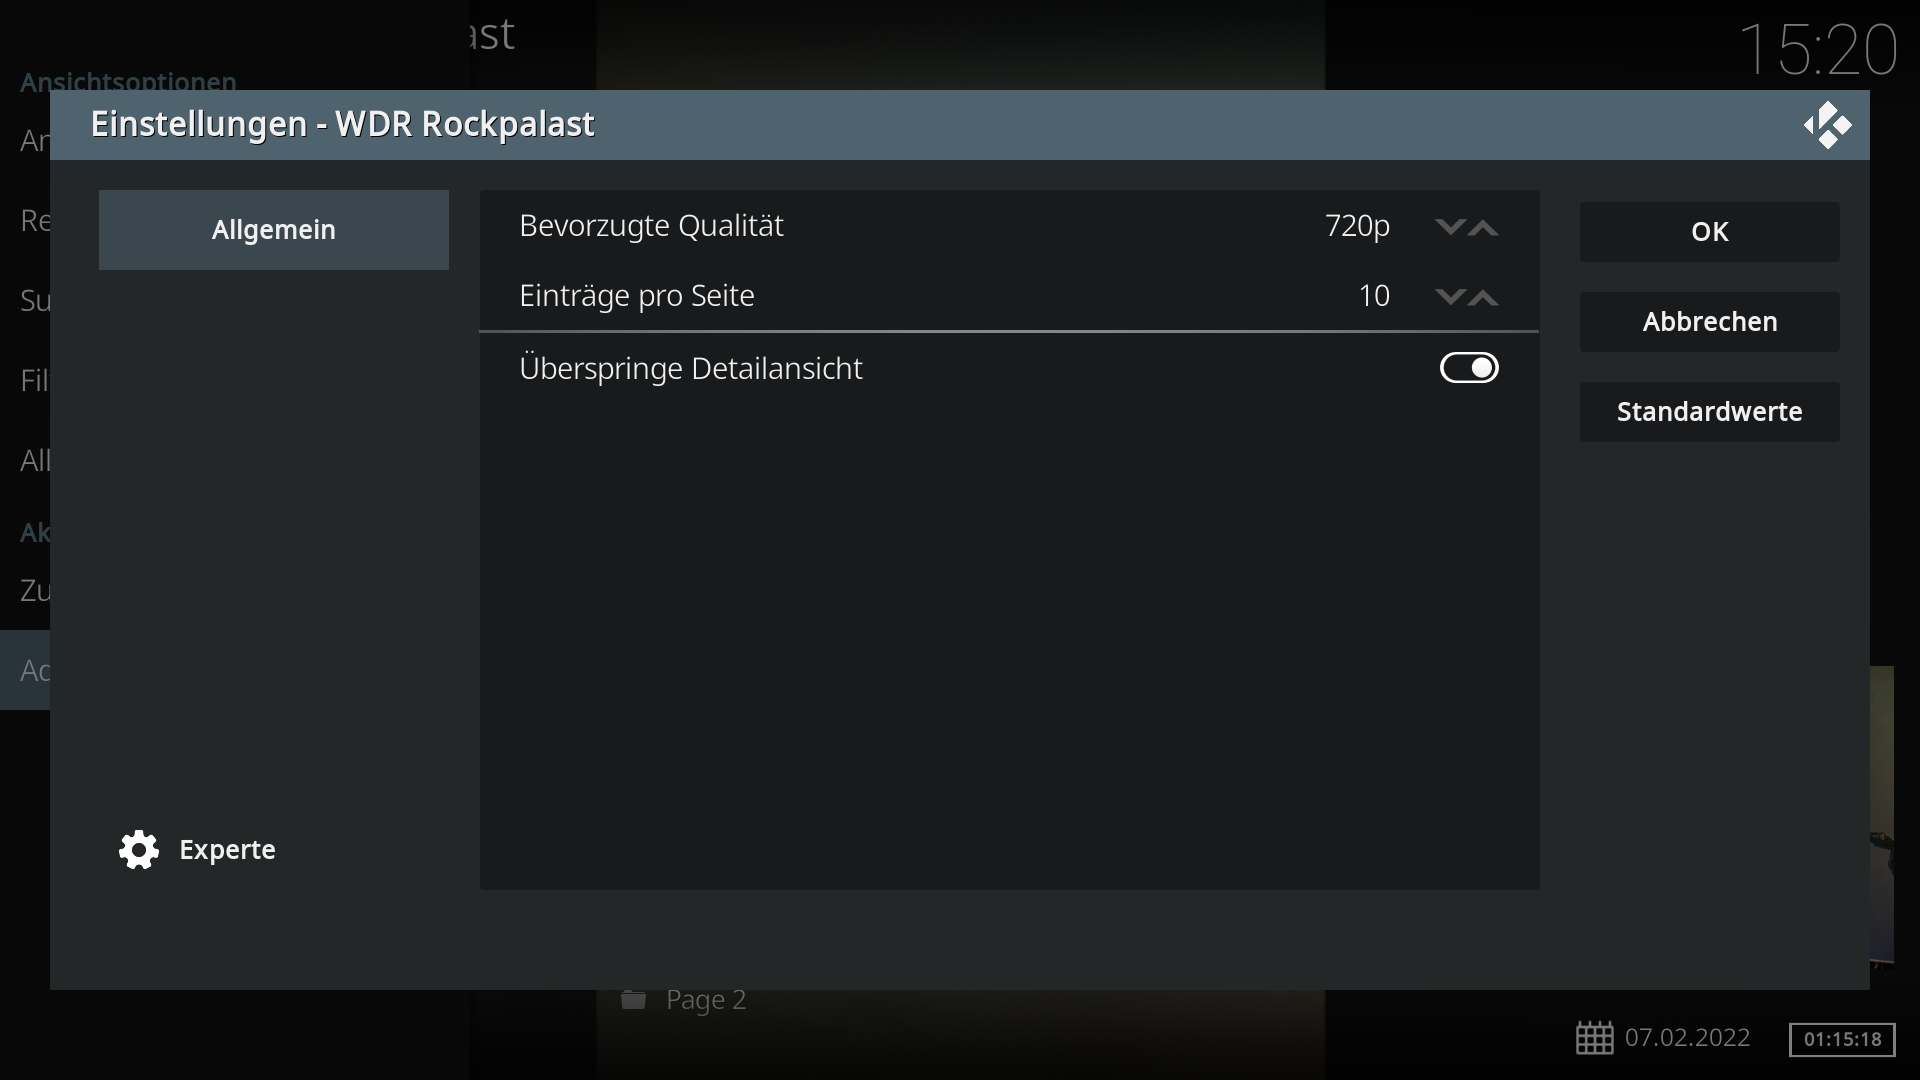 ast
15:20
Ansichtsoptionen
Einstellungen - WDR Rockpalast
Allgemein
Bevorzugte Qualität 720p
Einträge pro Seite 10
Überspringe Detailansicht
OK
Abbrechen
Standardwerte
An
Re
Su
Fil
All
Ak
Zu
Ad
Experte
Page 2
07.02.2022
01:15:18